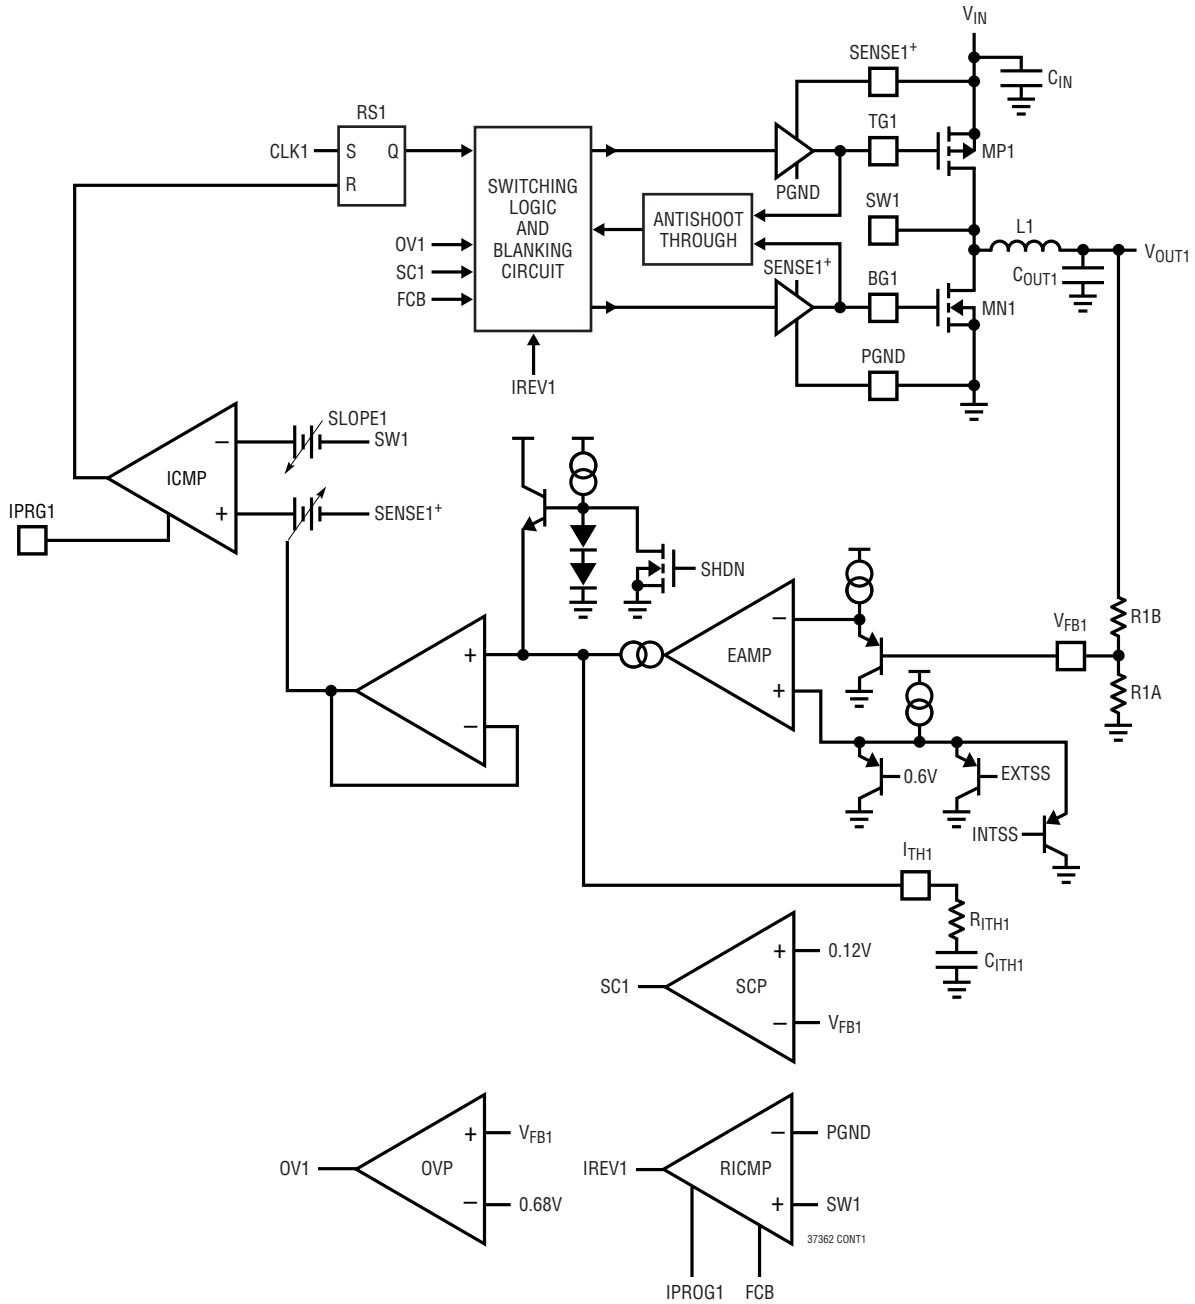 VIN
SENSE1+
CIN
RS1
TG1
CLK1
S
Q
R
MP1
PGND
SWITCHING
LOGIC
AND
BLANKING
CIRCUIT
ANTISHOOT
THROUGH
SW1
L1
OV1
SC1
FCB
SENSE1+
BG1
COUT1
VOUT1
MN1
PGND
IREV1
SLOPE1
–
SW1
ICMP
IPRG1
+
SENSE1+
SHDN
–
VFB1
R1B
+
EAMP
+
R1A
–
0.6V
EXTSS
INTSS
ITH1
RITH1
+
0.12V
CITH1
SC1
SCP
–
VFB1
+
VFB1
–
PGND
OV1
OVP
IREV1
RICMP
–
0.68V
+
SW1
37362 CONT1
IPROG1
FCB